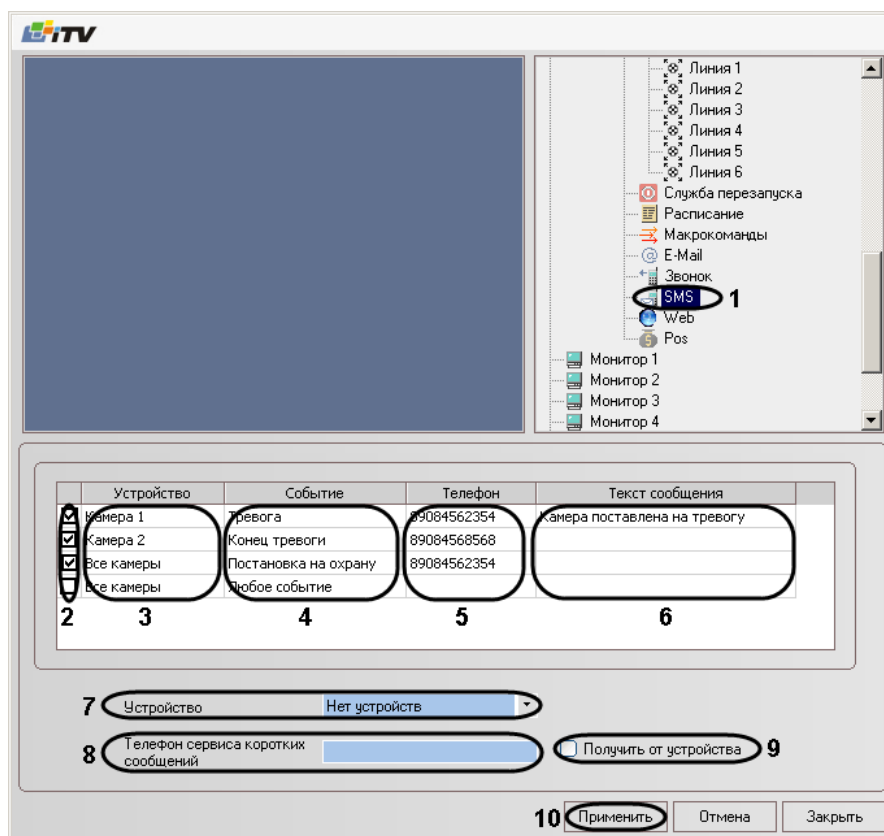 iTV
Линия 1
Линия 2
Линия 3
Линия 4
Линия 5
Линия 6
Служба перезапуска
Расписание
Макрокоманды
E-Mail
Звонок
SMS 1
Web
Pos
Монитор 1
Монитор 2
Монитор 3
Монитор 4
Устройство Событие Телефон Текст сообщения
Камера 1 Тревога 89084562354 Камера поставлена на тревогу
Камера 2 Конец тревоги 89084568568
Все камеры Постановка на охрану 89084562354
Все камеры Любое событие
2 3 4 5 6
7 Устройство Нет устройств
8 Телефон сервиса коротких
сообщений
Получить от устройства 9
10 Применить Отмена Закрыть